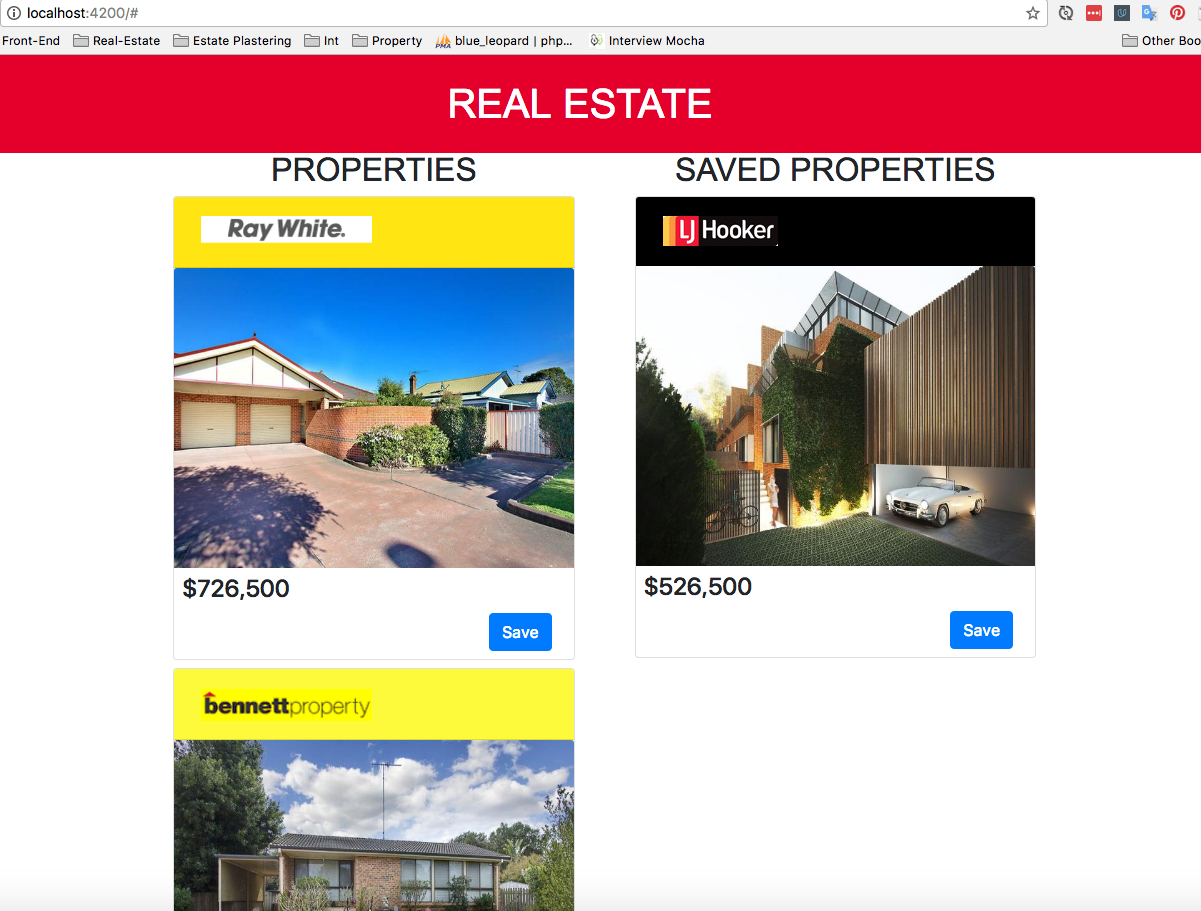 localhost:4200/#
Front-End Real-Estate Estate Plastering Int Property blue_leopard | php... Interview Mocha Other Boo
REAL ESTATE
PROPERTIES
Ray White.
$726,500
Save
bennettproperty
SAVED PROPERTIES
LJ Hooker
$526,500
Save